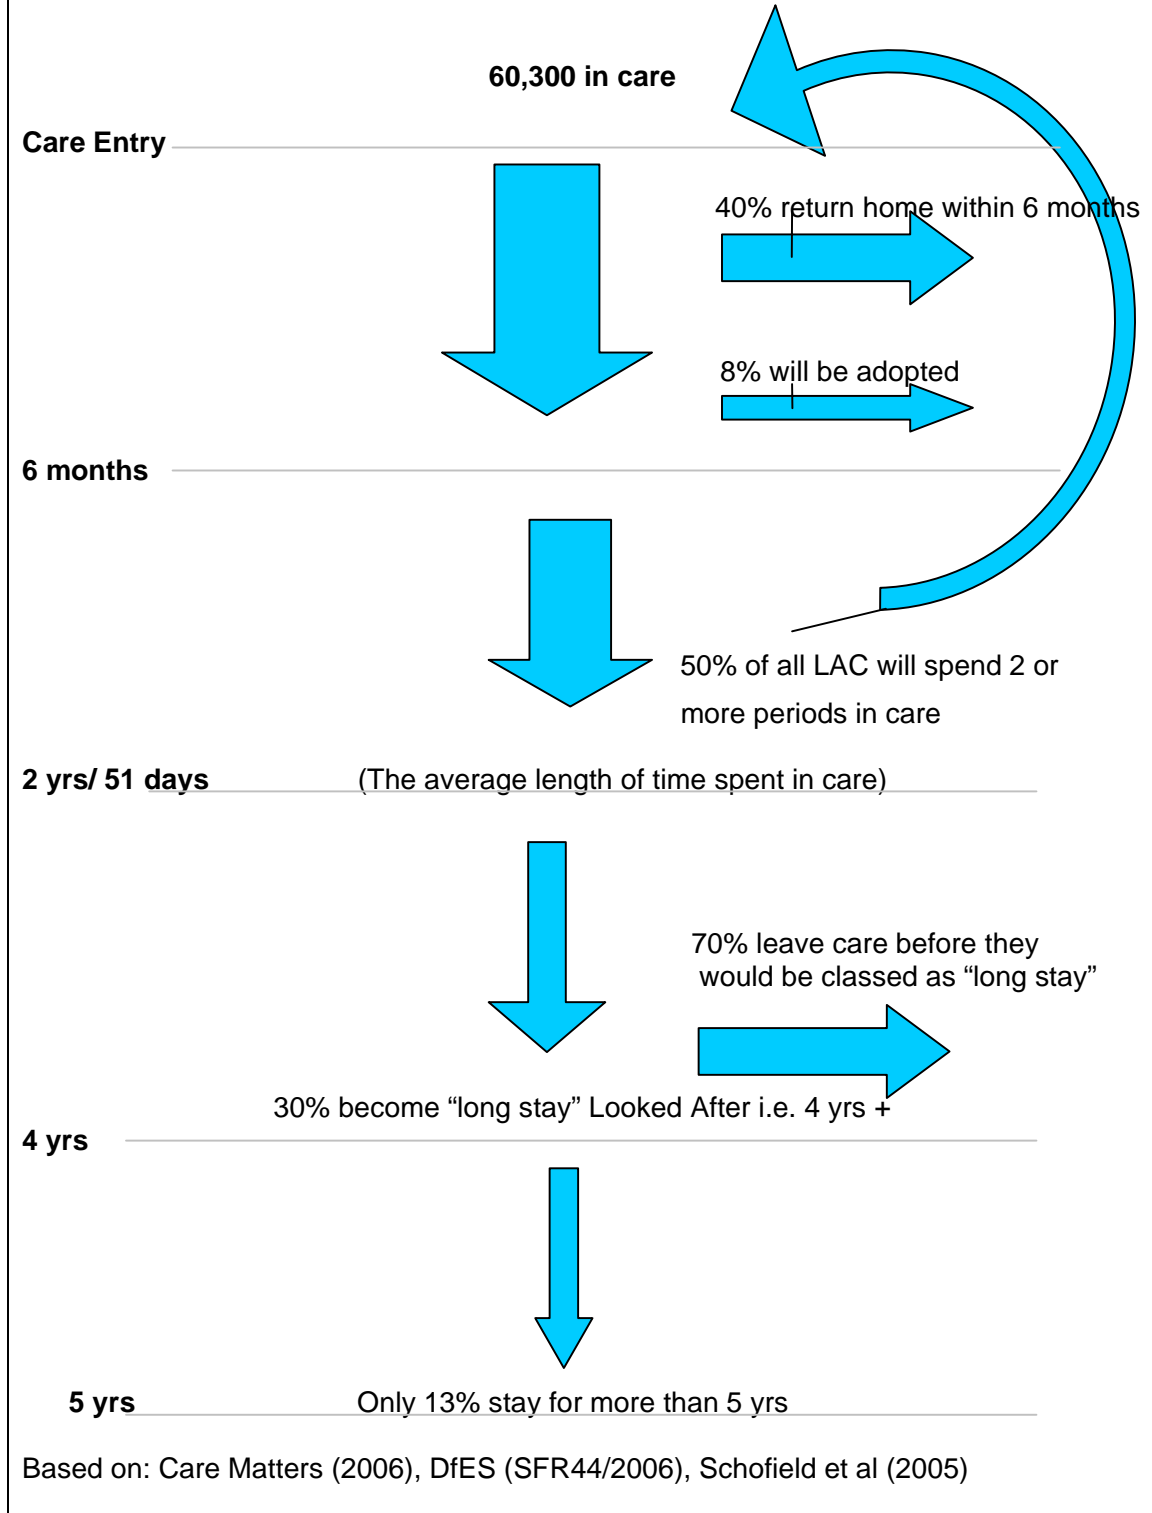 60,300 in care
Care Entry
40% return home within 6 months
8% will be adopted
6 months
50% of all LAC will spend 2 or
more periods in care
2 yrs/ 51 days
(The average length of time spent in care)
70% leave care before they
would be classed as “long stay”
30% become “long stay” Looked After i.e. 4 yrs +
4 yrs
5 yrs
Only 13% stay for more than 5 yrs
Based on: Care Matters (2006), DfES (SFR44/2006), Schofield et al (2005)